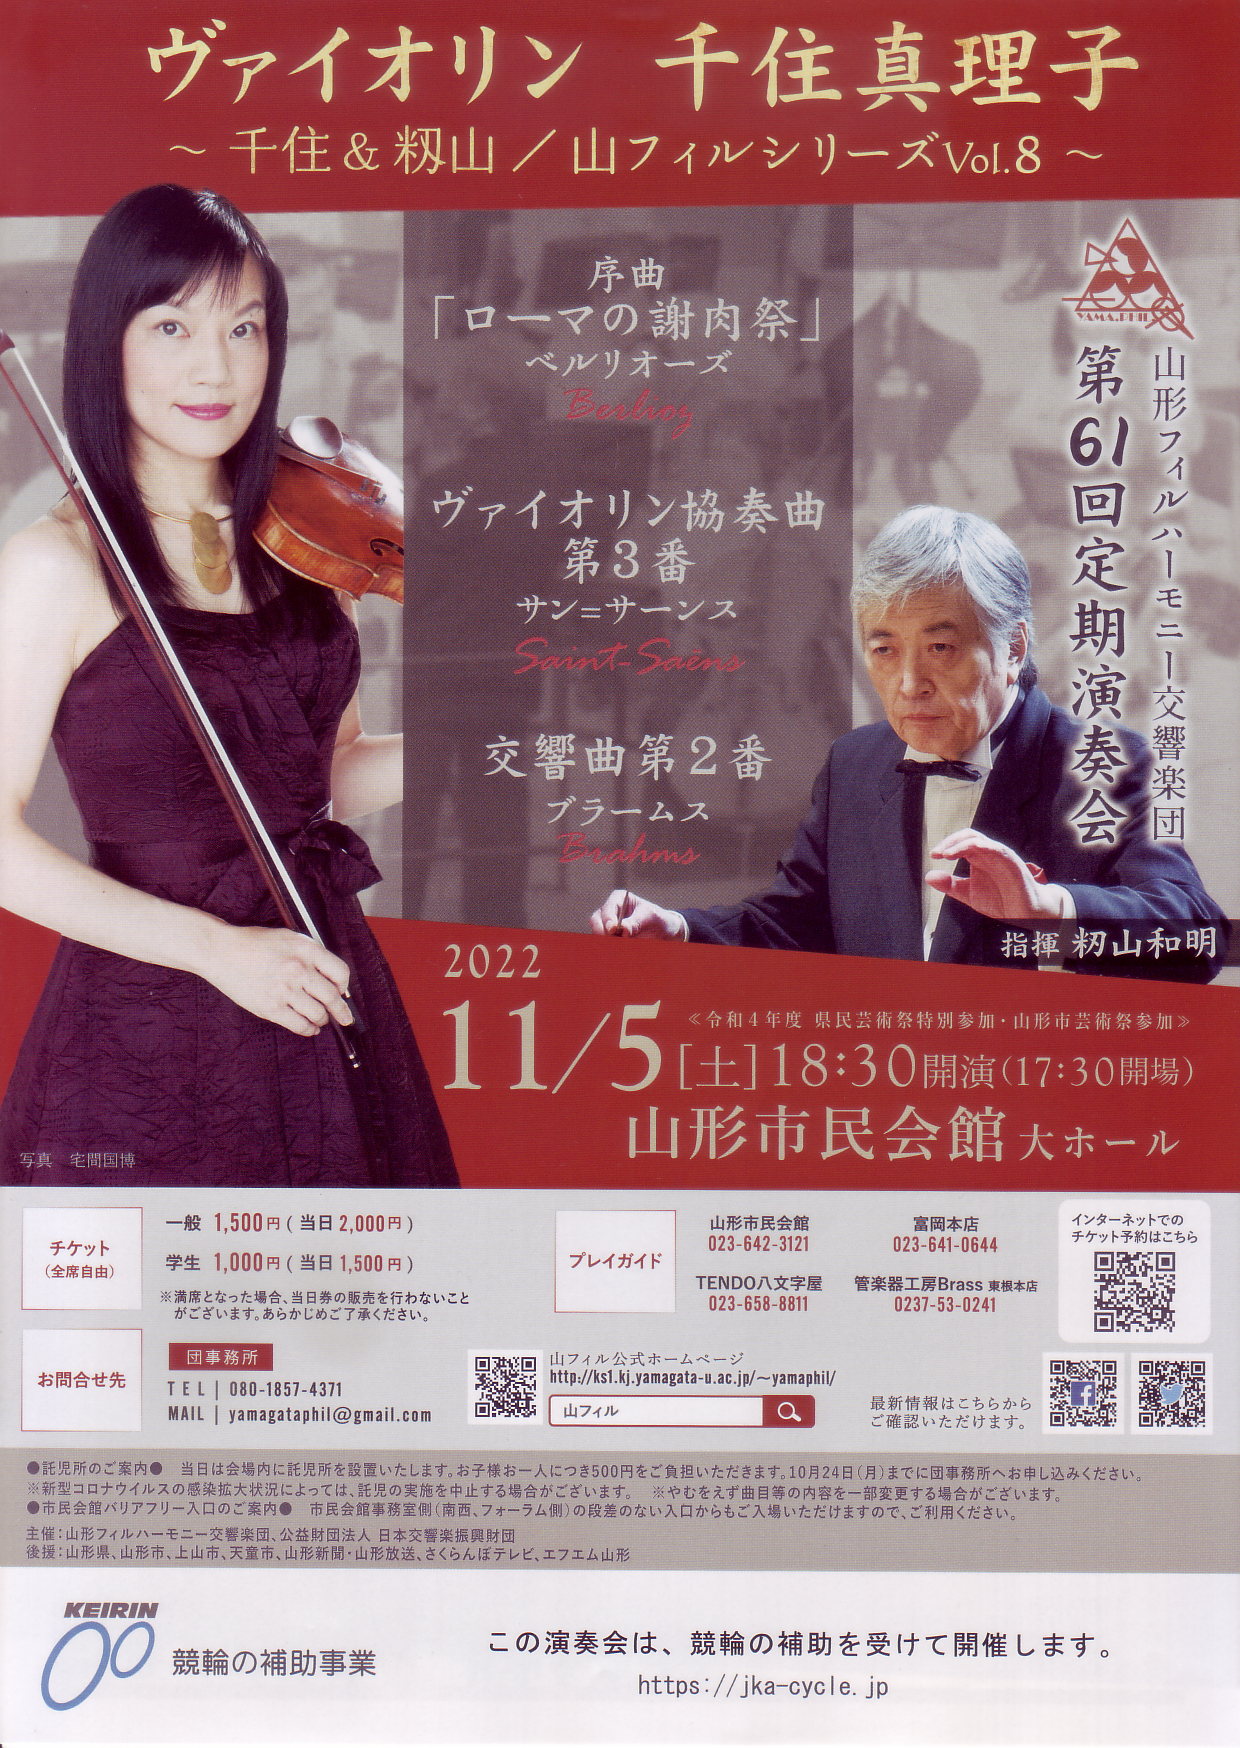 ヴァイオリン 千住真理子
～ 千住 & 籾山 / 山フィルシリーズVol.8 ～
序曲
「ローマの謝肉祭」
ベルリオーズ
Berlioz
ヴァイオリン協奏曲
第3番
サン=サーンス
Saint-Saëns
交響曲第2番
ブラームス
Brahms
YAMA.PHIL.
山形フィルハーモニー交響楽団
第61回定期演奏会
指揮 籾山和明
2022
11/5[土]18:30開演(17:30開場)
≪令和4年度 県民芸術祭特別参加・山形市芸術祭参加≫
山形市民会館 大ホール
写真 宅間国博
チケット
(全席自由)
一般 1,500円 ( 当日 2,000円 )
学生 1,000円 ( 当日 1,500円 )
※満席となった場合、当日券の販売を行わないこと
がございます。あらかじめご了承ください。
プレイガイド
山形市民会館
023-642-3121
富岡本店
023-641-0644
TENDO八文字屋
023-658-8811
管楽器工房Brass 東根本店
0237-53-0241
インターネットでの
チケット予約はこちら
お問合せ先
団事務所
TEL | 080-1857-4371
MAIL | yamagataphil@gmail.com
山フィル公式ホームページ
http://ks1.kj.yamagata-u.ac.jp/～yamaphil/
山フィル
最新情報はこちらから
ご確認いただけます。
●託児所のご案内● 当日は会場内に託児所を設置いたします。お子様お一人につき500円をご負担いただきます。10月24日(月)までに団事務所へお申し込みください。
※新型コロナウイルスの感染拡大状況によっては、託児の実施を中止する場合がございます。 ※やむをえず曲目等の内容を一部変更する場合がございます。
●市民会館バリアフリー入口のご案内● 市民会館事務室側(南西、フォーラム側)の段差のない入口からもご入場いただけますので、ご利用ください。
主催：山形フィルハーモニー交響楽団、公益財団法人 日本交響楽振興財団
後援：山形県、山形市、上山市、天童市、山形新聞・山形放送、さくらんぼテレビ、エフエム山形
KEIRIN
競輪の補助事業
この演奏会は、競輪の補助を受けて開催します。
https://jka-cycle.jp